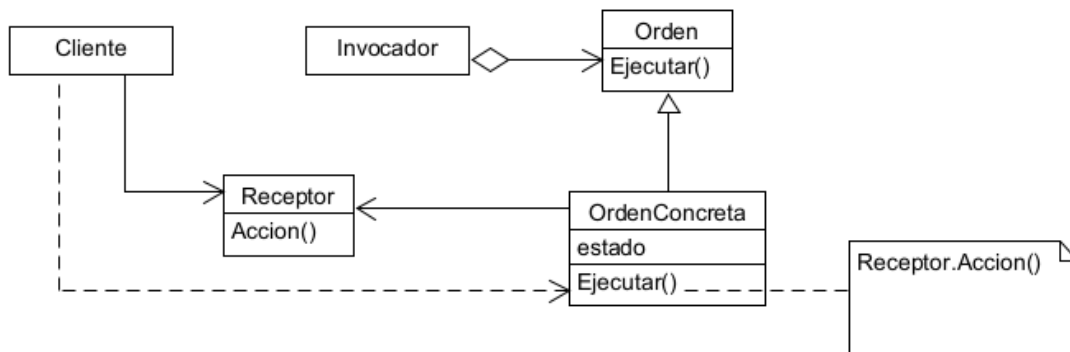 Cliente
Invocador
Orden
Ejecutar()
Receptor
Accion()
OrdenConcreta
estado
Ejecutar()
Receptor.Accion()